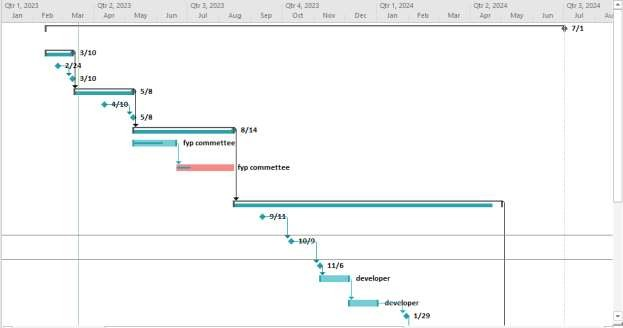 Qtr 1, 2023 Qtr 2, 2023 Qtr 3, 2023 Qtr 4, 2023 Qtr 1, 2024 Qtr 2, 2024 Qtr 3, 2024
Jan Feb Mar Apr May Jun Jul Aug Sep Oct Nov Dec Jan Feb Mar Apr May Jun Jul Au
7/1
3/10
2/24
3/10
5/8
4/10
5/8
8/14
fyp commettee
fyp commettee
9/11
10/9
11/6
developer
developer
1/29